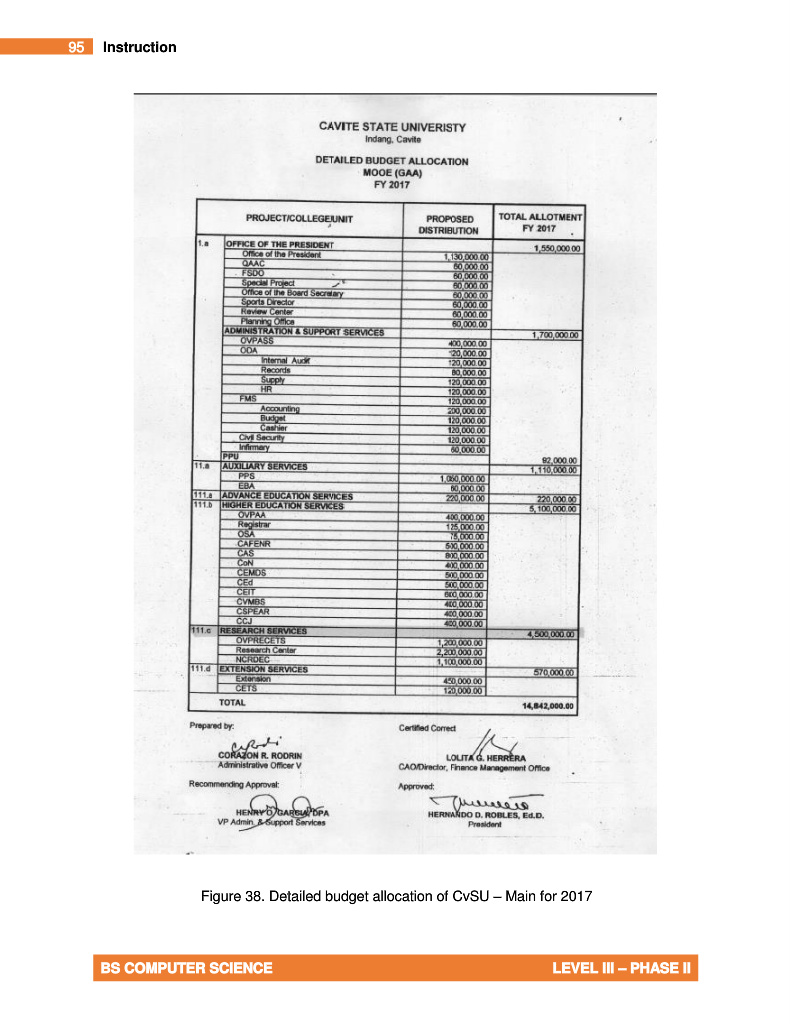 95 Instruction
CAVITE STATE UNIVERISTY
Indang, Cavite
DETAILED BUDGET ALLOCATION
MOOE (GAA)
FY 2017
PROJECT/COLLEGE/UNIT PROPOSED DISTRIBUTION TOTAL ALLOTMENT FY 2017
1.a OFFICE OF THE PRESIDENT 1,550,000.00
Office of the President 1,130,000.00
QAAC 60,000.00
FSDO 60,000.00
Special Project 60,000.00
Office of the Board Secretary 60,000.00
Sports Director 60,000.00
Review Center 60,000.00
Planning Office 60,000.00
ADMINISTRATION & SUPPORT SERVICES 1,700,000.00
OVPASS 400,000.00
ODA 120,000.00
Internal Audit 120,000.00
Records 80,000.00
Supply 120,000.00
HR 120,000.00
FMS 120,000.00
Accounting 200,000.00
Budget 120,000.00
Cashier 120,000.00
Civil Security 120,000.00
Infirmary 60,000.00
PPU 92,000.00
11.a AUXILIARY SERVICES 1,110,000.00
PPS 1,050,000.00
EBA 60,000.00
111.a ADVANCE EDUCATION SERVICES 220,000.00 220,000.00
111.b HIGHER EDUCATION SERVICES 5,100,000.00
OVPAA 400,000.00
Registrar 125,000.00
OSA 75,000.00
CAFENR 500,000.00
CAS 800,000.00
CoN 400,000.00
CEMDS 500,000.00
CEd 500,000.00
CEIT 600,000.00
CVMBS 400,000.00
CSPEAR 400,000.00
CCJ 400,000.00
111.c RESEARCH SERVICES 4,500,000.00
OVPRECETS 1,200,000.00
Research Center 2,200,000.00
NCRDEC 1,100,000.00
111.d EXTENSION SERVICES 570,000.00
Extension 450,000.00
CETS 120,000.00
TOTAL 14,842,000.00
Prepared by: Certified Correct
CORAZON R. RODRIN LOLITA G. HERRERA
Administrative Officer V CAO/Director, Finance Management Office
Recommending Approval: Approved:
HENRY O. GARCIA, DPA HERNANDO D. ROBLES, Ed.D.
VP Admin. & Support Services President
Figure 38. Detailed budget allocation of CvSU – Main for 2017
BS COMPUTER SCIENCE LEVEL III – PHASE II